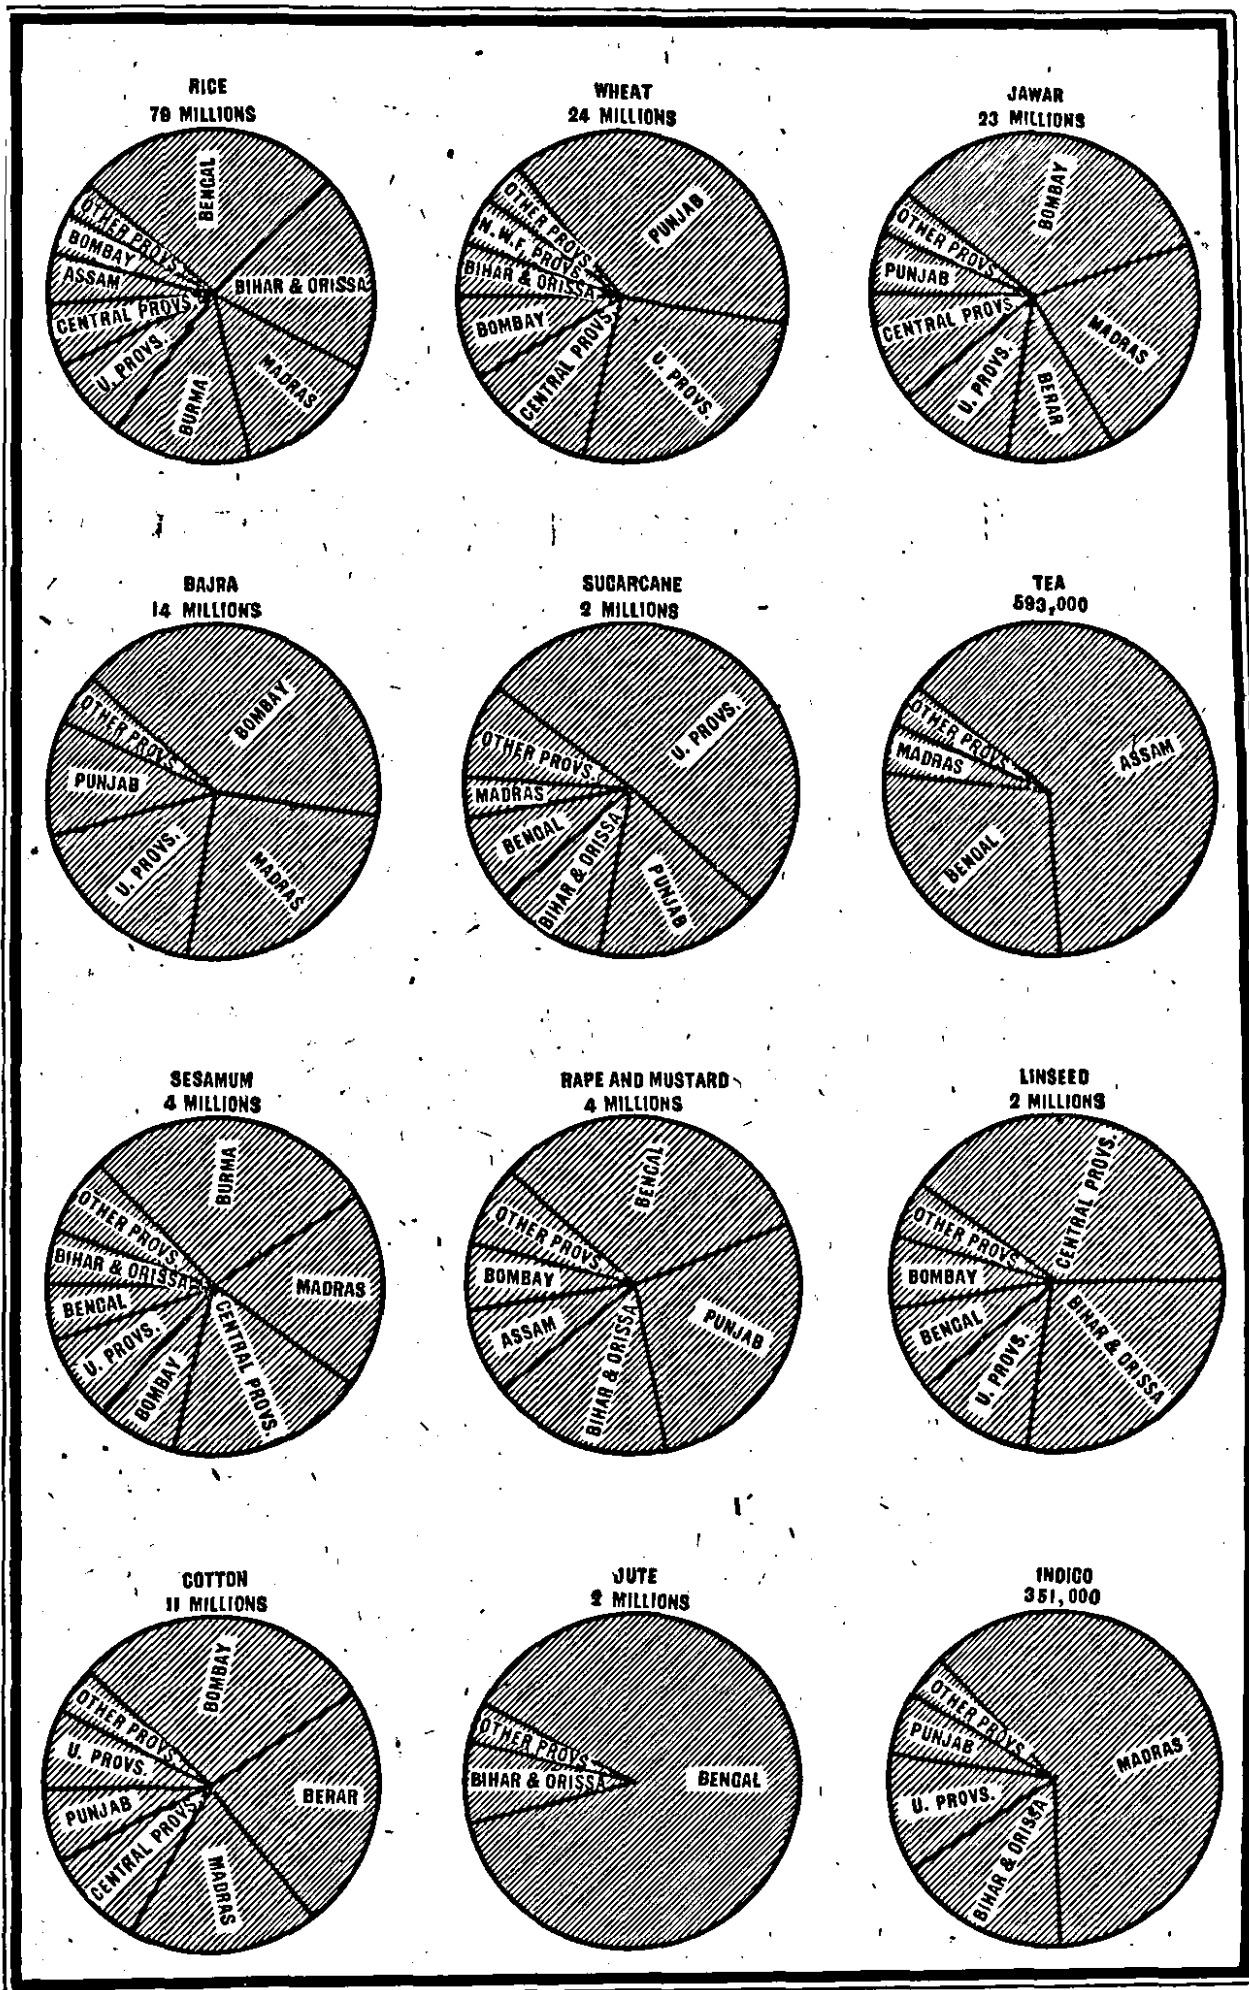 RICE
79 MILLIONS
BENGAL
BIHAR & ORISSA
MADRAS
BURMA
U. PROVS.
CENTRAL PROVS.
ASSAM
BOMBAY
OTHER PROVS.
WHEAT
24 MILLIONS
PUNJAB
U. PROVS.
CENTRAL PROVS.
BOMBAY
BIHAR & ORISSA
N.W.F. PROVS.
OTHER PROVS.
JAWAR
23 MILLIONS
BOMBAY
MADRAS
BERAR
U. PROVS.
CENTRAL PROVS
PUNJAB
OTHER PROVS
BAJRA
14 MILLIONS
BOMBAY
MADRAS
U. PROVS.
PUNJAB
OTHER PROVS
SUGARCANE
2 MILLIONS
U. PROVS.
PUNJAB
BIHAR & ORISSA
BENGAL
MADRAS
OTHER PROVS.
TEA
593,000
ASSAM
BENGAL
MADRAS
OTHER PROVS
SESAMUM
4 MILLIONS
BURMA
MADRAS
CENTRAL PROVS.
BOMBAY
U. PROVS.
BENGAL
BIHAR & ORISSA
OTHER PROVS.
RAPE AND MUSTARD
4 MILLIONS
BENGAL
PUNJAB
BIHAR & ORISSA
ASSAM
BOMBAY
OTHER PROVS
LINSEED
2 MILLIONS
CENTRAL PROVS.
BIHAR & ORISSA
U. PROVS.
BENGAL
BOMBAY
OTHER PROVS
COTTON
11 MILLIONS
BOMBAY
BERAR
MADRAS
CENTRAL PROVS
PUNJAB
U. PROVS.
OTHER PROVS.
JUTE
2 MILLIONS
BENGAL
BIHAR & ORISSA
OTHER PROVS
INDIGO
351,000
MADRAS
BIHAR & ORISSA
U. PROVS.
PUNJAB
OTHER PROVS